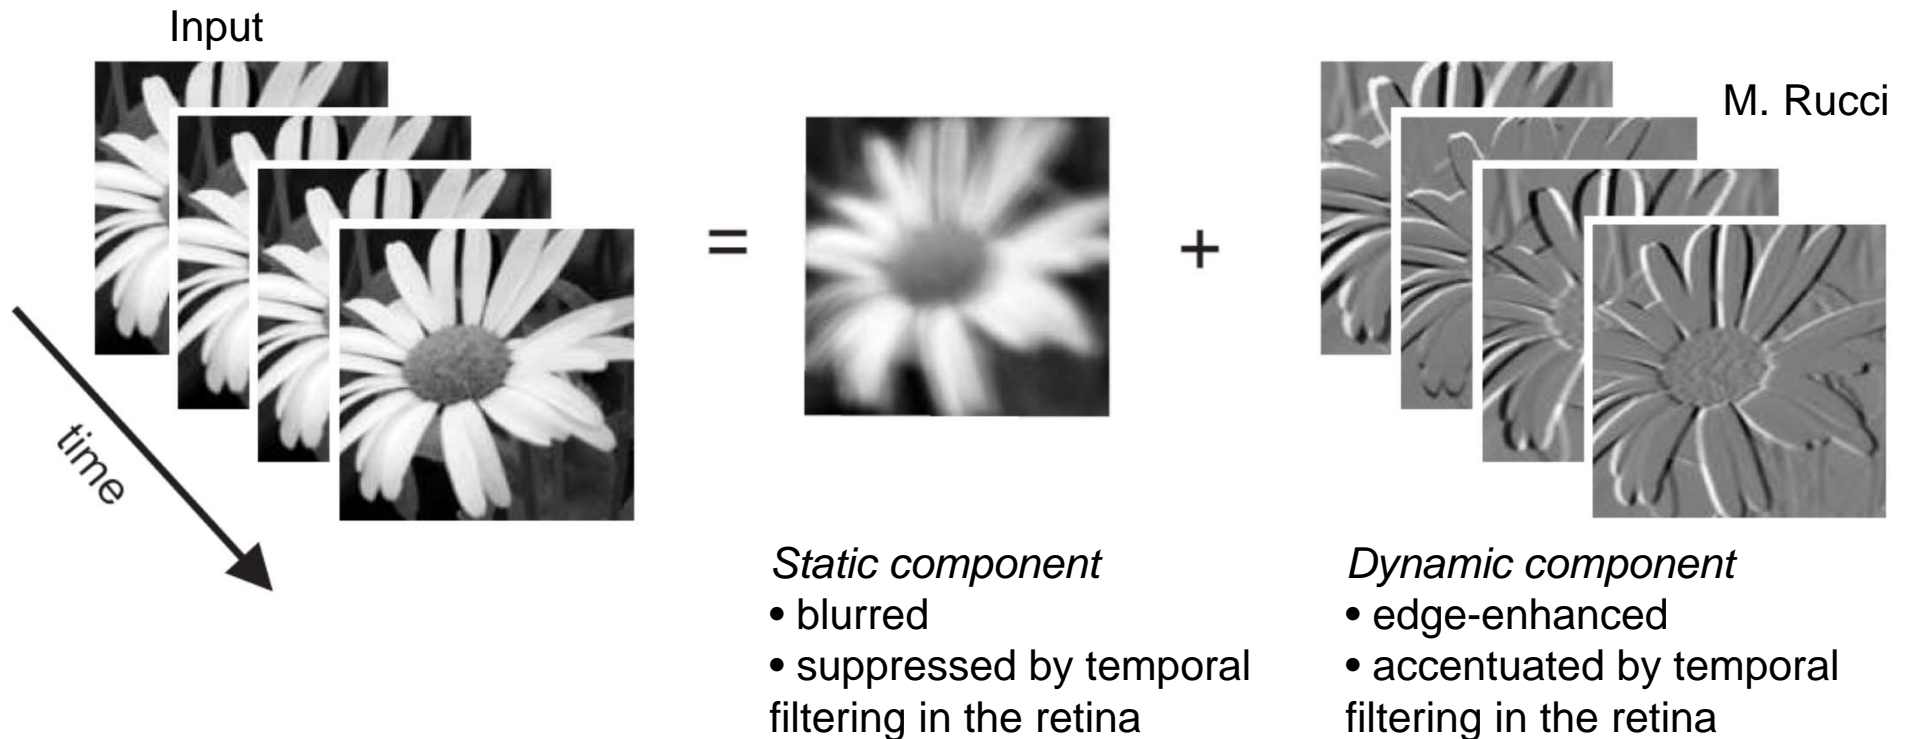 Input
M. Rucci
=
+
time
Static component
• blurred
• suppressed by temporal
filtering in the retina
Dynamic component
• edge-enhanced
• accentuated by temporal
filtering in the retina